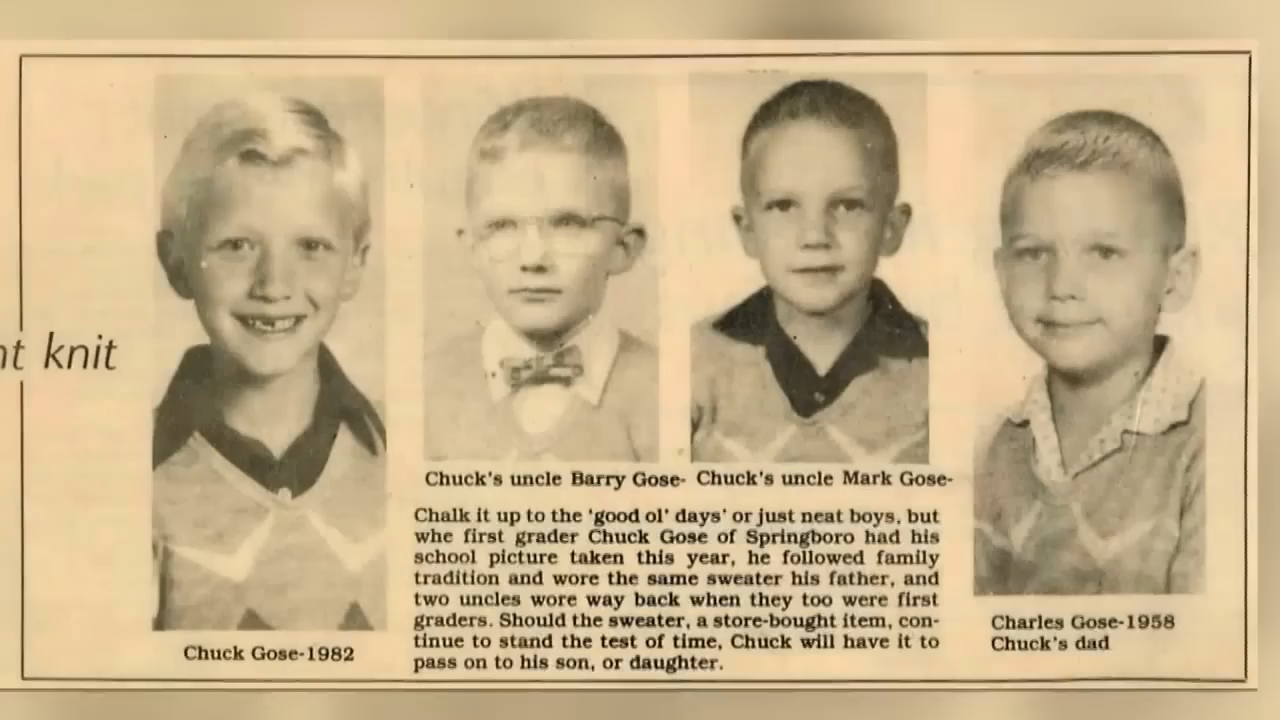 nt knit
Chuck's uncle Barry Gose-
Chuck's uncle Mark Gose-
Chalk it up to the 'good ol' days' or just neat boys, but
whe first grader Chuck Gose of Springboro had his
school picture taken this year, he followed family
tradition and wore the same sweater his father, and
two uncles wore way back when they too were first
graders. Should the sweater, a store-bought item, con-
tinue to stand the test of time, Chuck will have it to
pass on to his son, or daughter.
Chuck Gose-1982
Charles Gose-1958
Chuck's dad